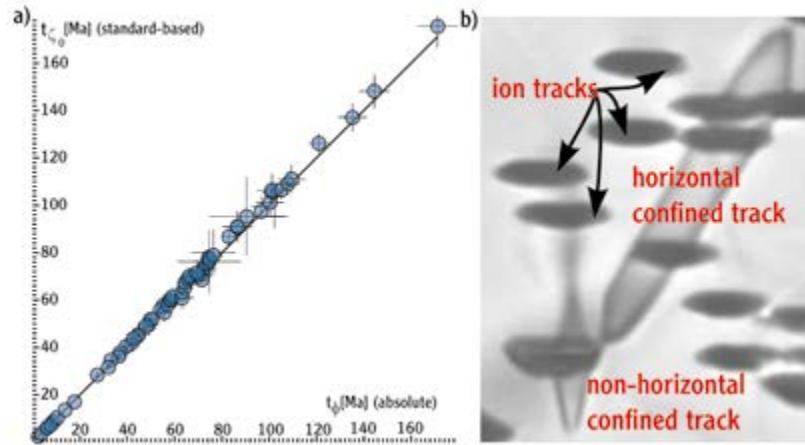 a)
tζ0[Ma] (standard-based)
160
140
120
100
80
60
40
20
20 40 60 80 100 120 140 160
tϕ[Ma] (absolute)
b)
ion tracks
horizontal
confined track
non-horizontal
confined track